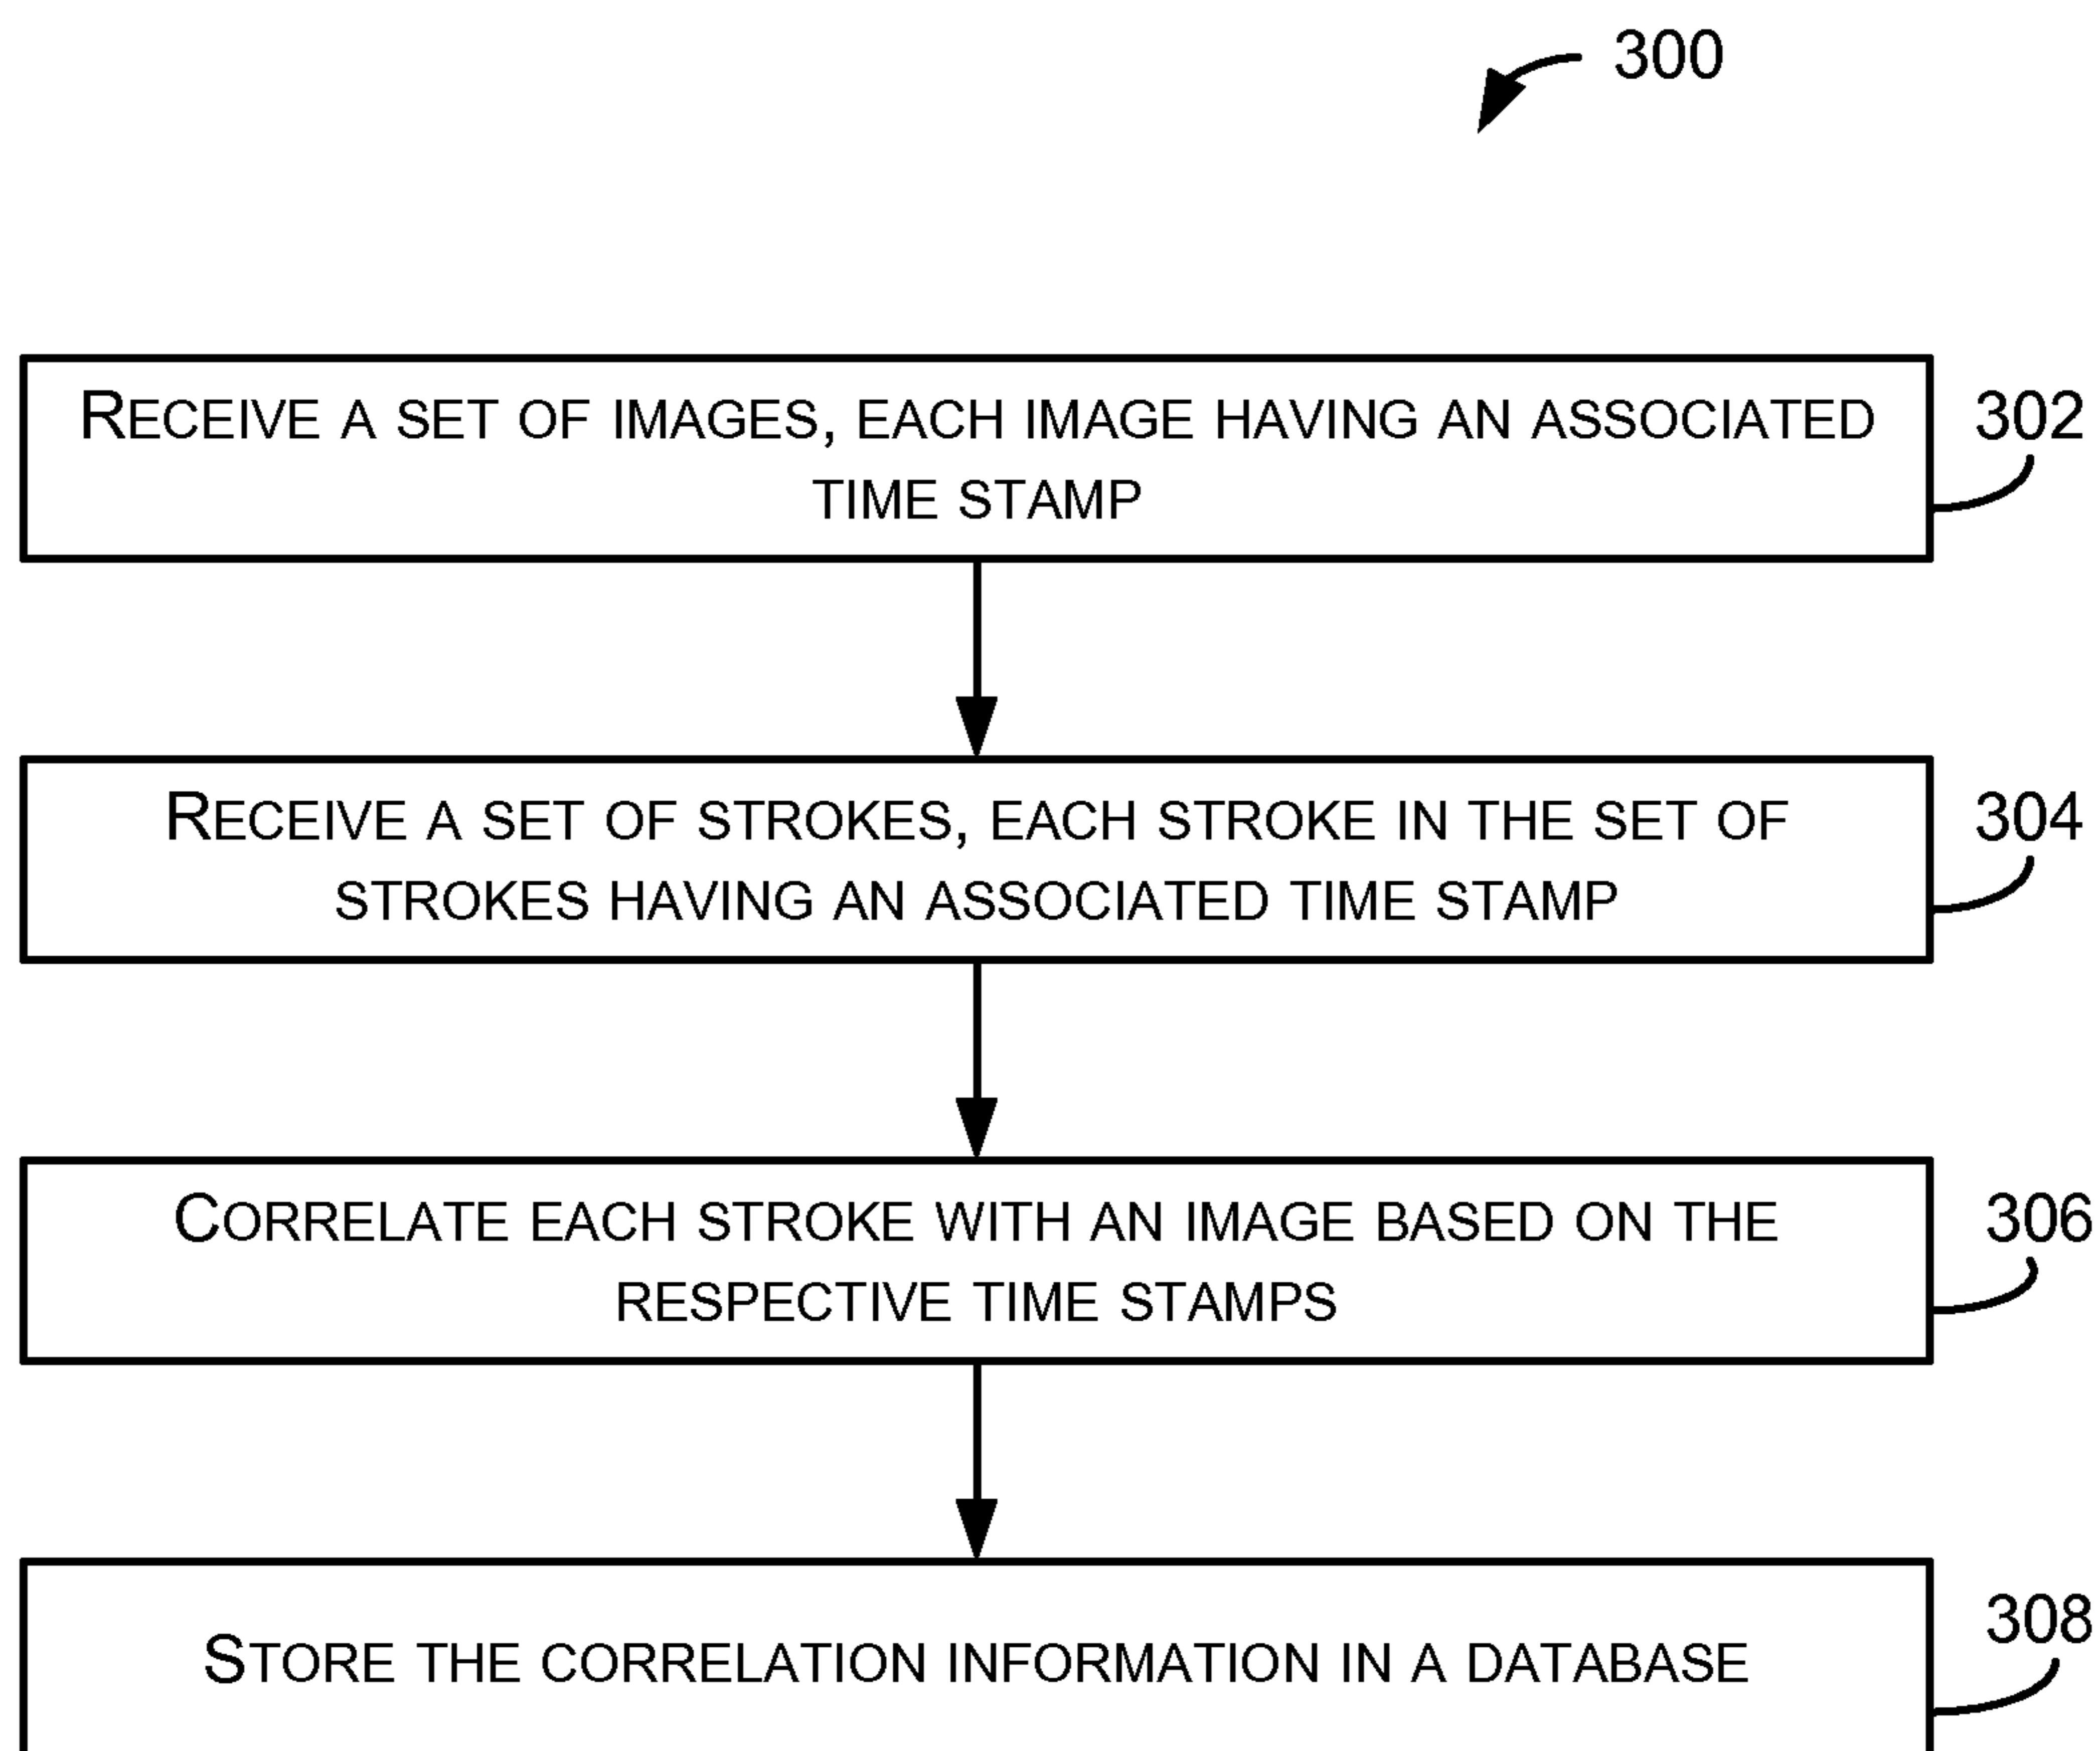 300
RECEIVE A SET OF IMAGES, EACH IMAGE HAVING AN ASSOCIATED
TIME STAMP
302
RECEIVE A SET OF STROKES, EACH STROKE IN THE SET OF
STROKES HAVING AN ASSOCIATED TIME STAMP
304
CORRELATE EACH STROKE WITH AN IMAGE BASED ON THE
RESPECTIVE TIME STAMPS
306
STORE THE CORRELATION INFORMATION IN A DATABASE
308